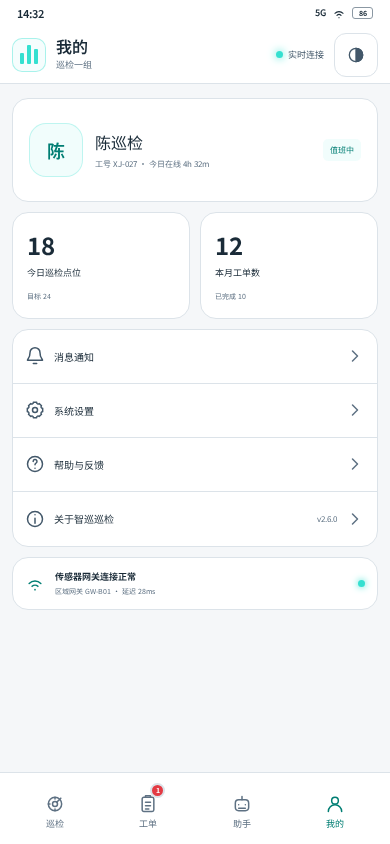 14:32
5G
86
我的
巡检一组
实时连接
陈
陈巡检
工号 XJ-027 • 今日在线 4h 32m
值班中
18
今日巡检点位
目标 24
12
本月工单数
已完成 10
消息通知
系统设置
帮助与反馈
关于智巡巡检
v2.6.0
传感器网关连接正常
区域网关 GW-B01 • 延迟 28ms
巡检
1
工单
助手
我的